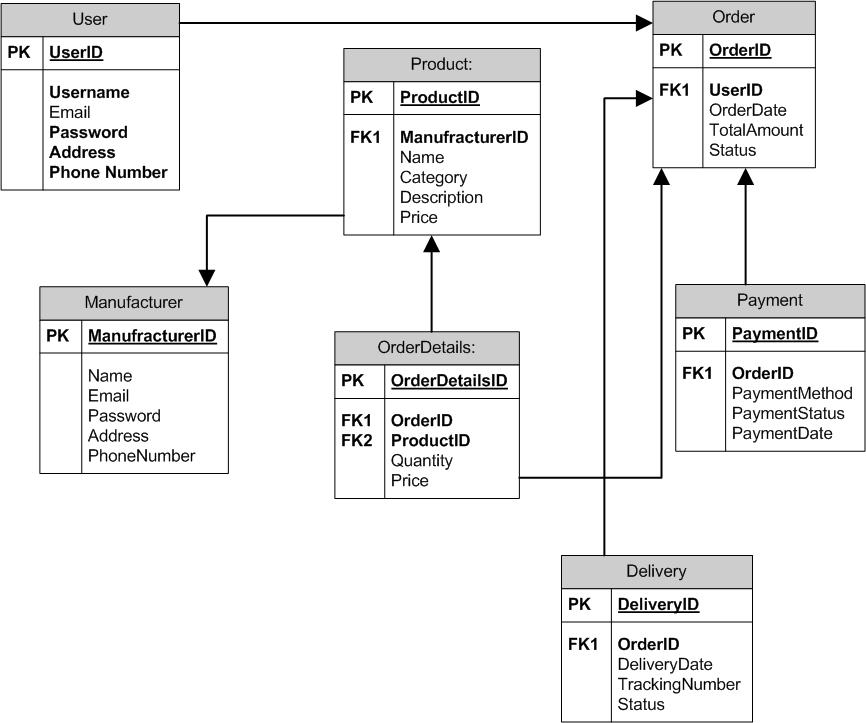 User
PK UserID
Username
Email
Password
Address
Phone Number
Order
PK OrderID
FK1 UserID
OrderDate
TotalAmount
Status
Product:
PK ProductID
FK1 ManufracturerID
Name
Category
Description
Price
Manufacturer
PK ManufracturerID
Name
Email
Password
Address
PhoneNumber
OrderDetails:
PK OrderDetailsID
FK1 OrderID
FK2 ProductID
Quantity
Price
Payment
PK PaymentID
FK1 OrderID
PaymentMethod
PaymentStatus
PaymentDate
Delivery
PK DeliveryID
FK1 OrderID
DeliveryDate
TrackingNumber
Status